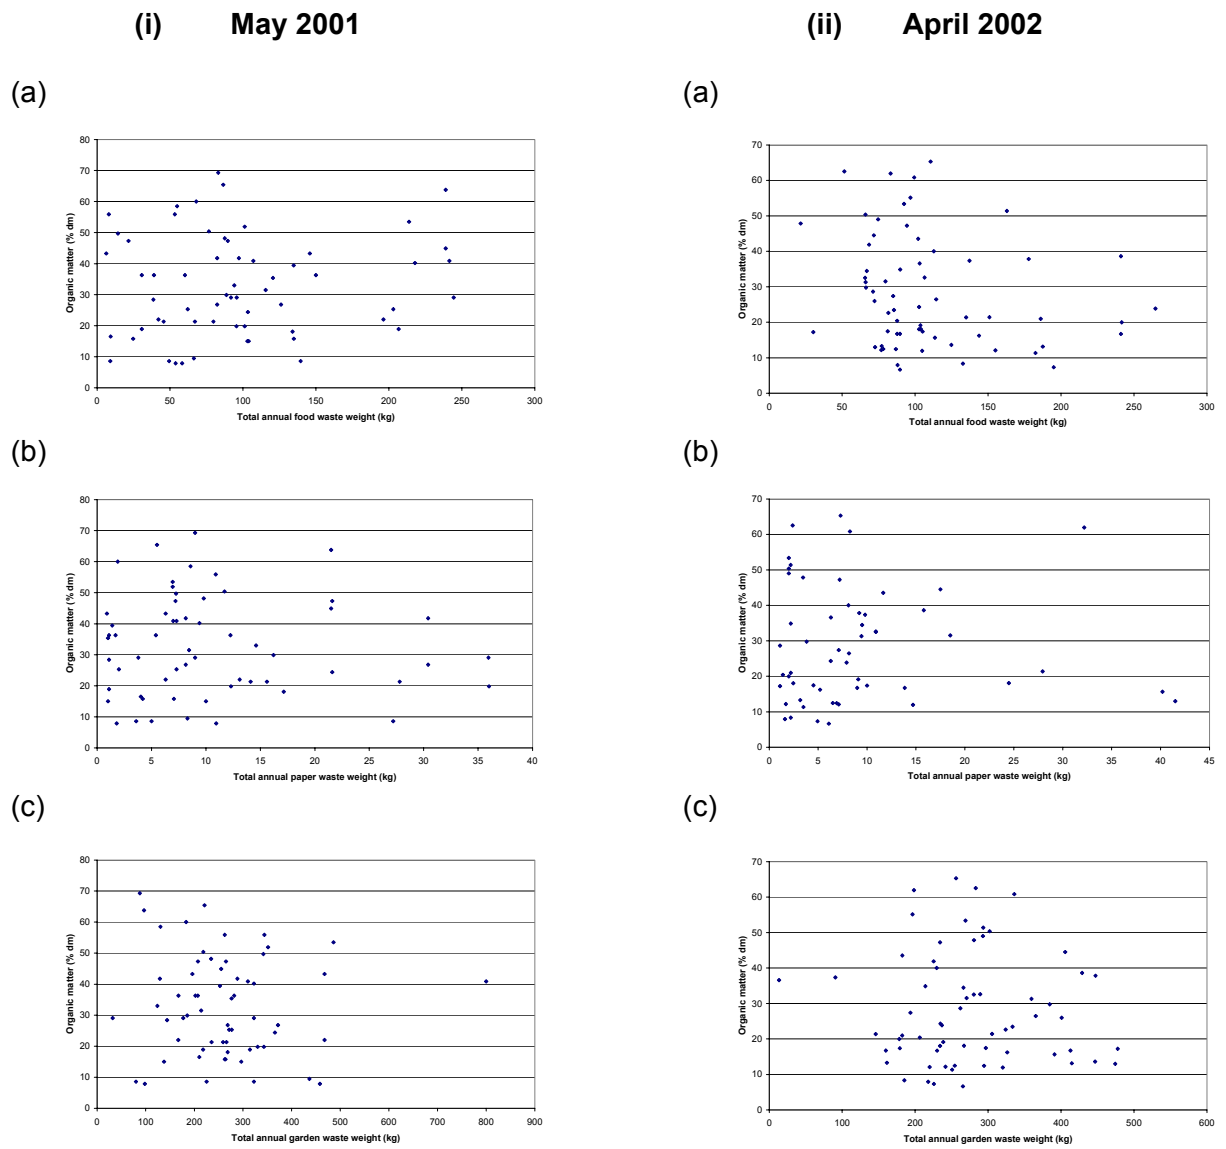 (i) May 2001
(ii) April 2002
(a)
80
70
60
50
40
30
20
10
0
Organic matter (% dm)
0 50 100 150 200 250 300
Total annual food waste weight (kg)
(a)
70
60
50
40
30
20
10
0
Organic matter (% dm)
0 50 100 150 200 250 300
Total annual food waste weight (kg)
(b)
80
70
60
50
40
30
20
10
0
Organic matter (% dm)
0 5 10 15 20 25 30 35 40
Total annual paper waste weight (kg)
(b)
70
60
50
40
30
20
10
0
Organic matter (% dm)
0 5 10 15 20 25 30 35 40 45
Total annual paper waste weight (kg)
(c)
80
70
60
50
40
30
20
10
0
Organic matter (% dm)
0 100 200 300 400 500 600 700 800 900
Total annual garden waste weight (kg)
(c)
70
60
50
40
30
20
10
0
Organic matter (% dm)
0 100 200 300 400 500 600
Total annual garden waste weight (kg)